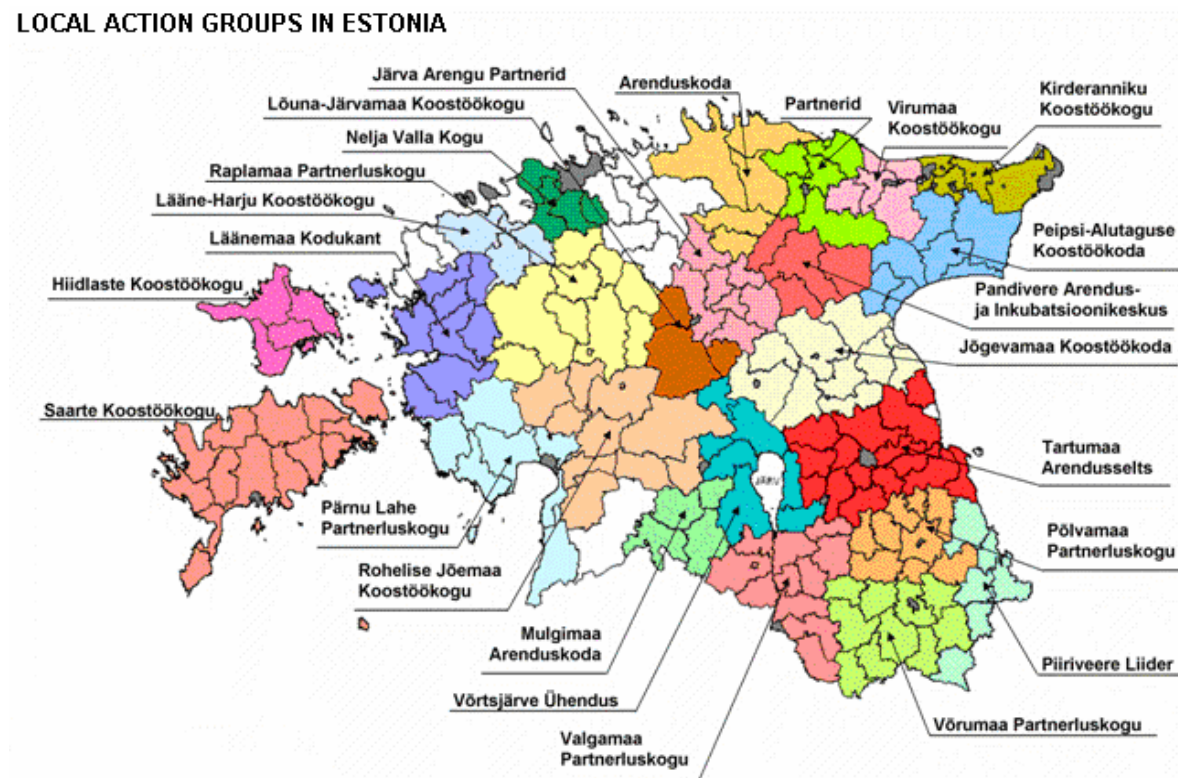 LOCAL ACTION GROUPS IN ESTONIA
Järva Arengu Partnerid
Arenduskoda
Kirderanniku
Koostöökogu
Lõuna-Järvamaa Koostöökogu
Partnerid
Virumaa
Koostöökogu
Nelja Valla Kogu
Raplamaa Partnerluskogu
Lääne-Harju Koostöökogu
Läänemaa Kodukant
Peipsi-Alutaguse
Koostöökoda
Hiidlaste Koostöökogu
Pandivere Arendus-
ja Inkubatsioonikeskus
Jõgevamaa Koostöökoda
Saarte Koostöökogu
Tartumaa
Arendusselts
JÄRV
Pärnu Lahe
Partnerluskogu
Põlvamaa
Partnerluskogu
Rohelise Jõemaa
Koostöökogu
Mulgimaa
Arenduskoda
Piiriveere Liider
Võrtsjärve Ühendus
Võrumaa Partnerluskogu
Valgamaa
Partnerluskogu